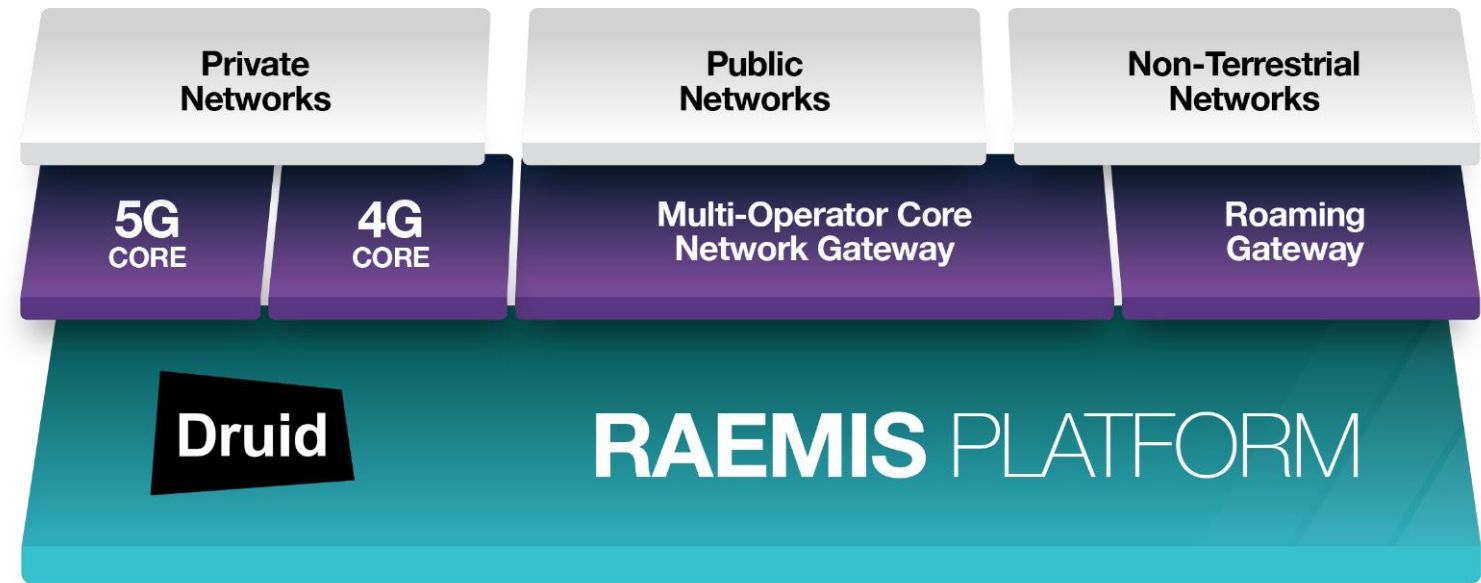 Private
Networks
Public
Networks
Non-Terrestrial
Networks
5G
CORE
4G
CORE
Multi-Operator Core
Network Gateway
Roaming
Gateway
Druid
RAEMIS PLATFORM